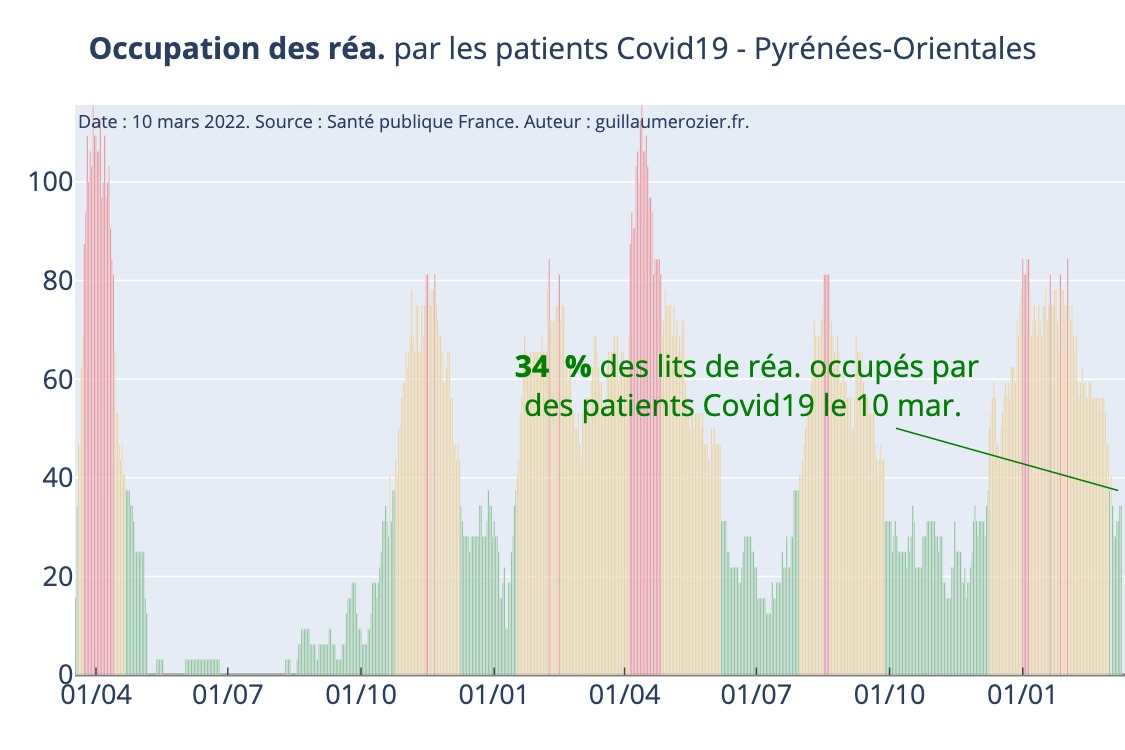 Occupation des réa. par les patients Covid19 - Pyrénées-Orientales
Date : 10 mars 2022. Source : Santé publique France. Auteur : guillaumerozier.fr.
100
80
60
40
20
0
34 % des lits de réa. occupés par
des patients Covid19 le 10 mar.
01/04 01/07 01/10 01/01 01/04 01/07 01/10 01/01